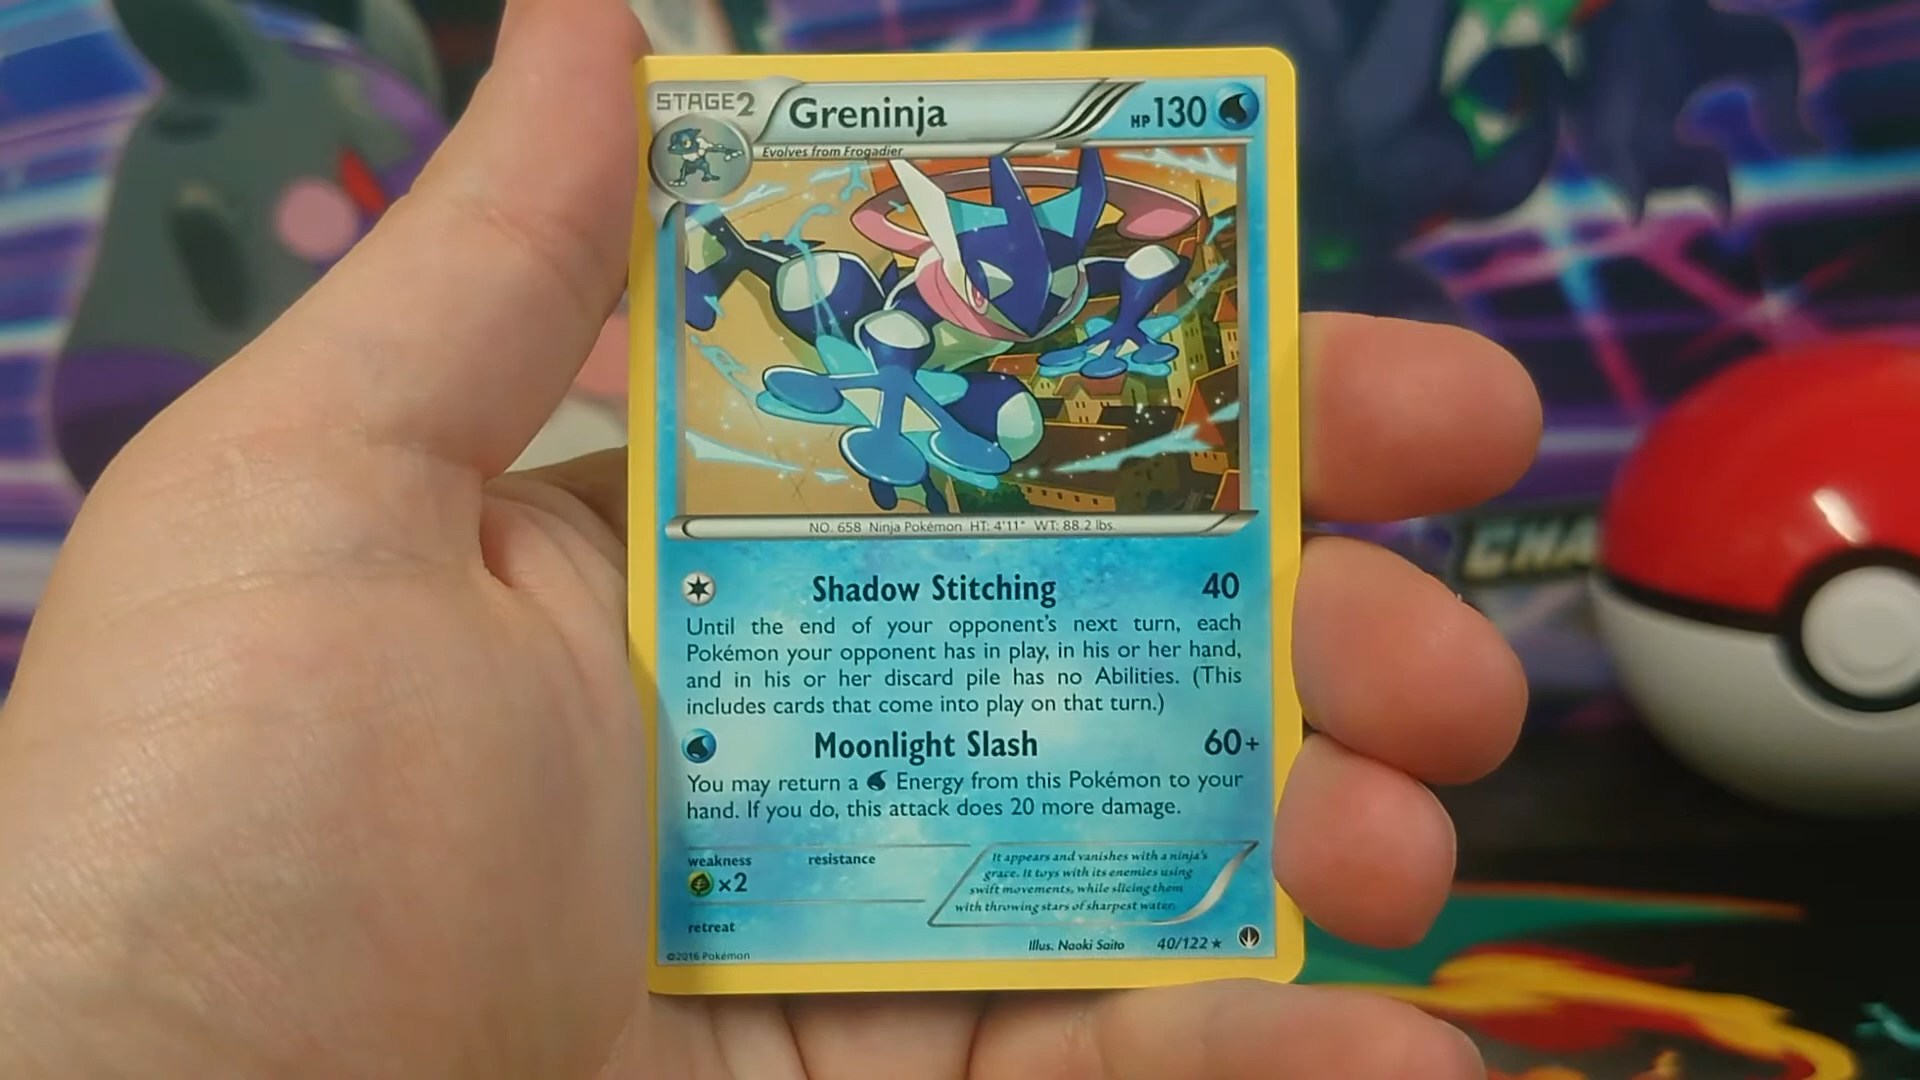 STAGE2
Greninja
HP130
Evolves from Frogadier
NO. 658 Ninja Pokémon HT: 4'11" WT: 88.2 lbs.
Shadow Stitching 40
Until the end of your opponent's next turn, each
Pokémon your opponent has in play, in his or her hand,
and in his or her discard pile has no Abilities. (This
includes cards that come into play on that turn.)
Moonlight Slash 60+
You may return a Energy from this Pokémon to your
hand. If you do, this attack does 20 more damage.
weakness resistance
×2
retreat
It appears and vanishes with a ninja's
grace. It toys with its enemies using
swift movements, while slicing them
with throwing stars of sharpest water.
Illus. Naoki Saito 40/122 ★
©2016 Pokémon
CHA